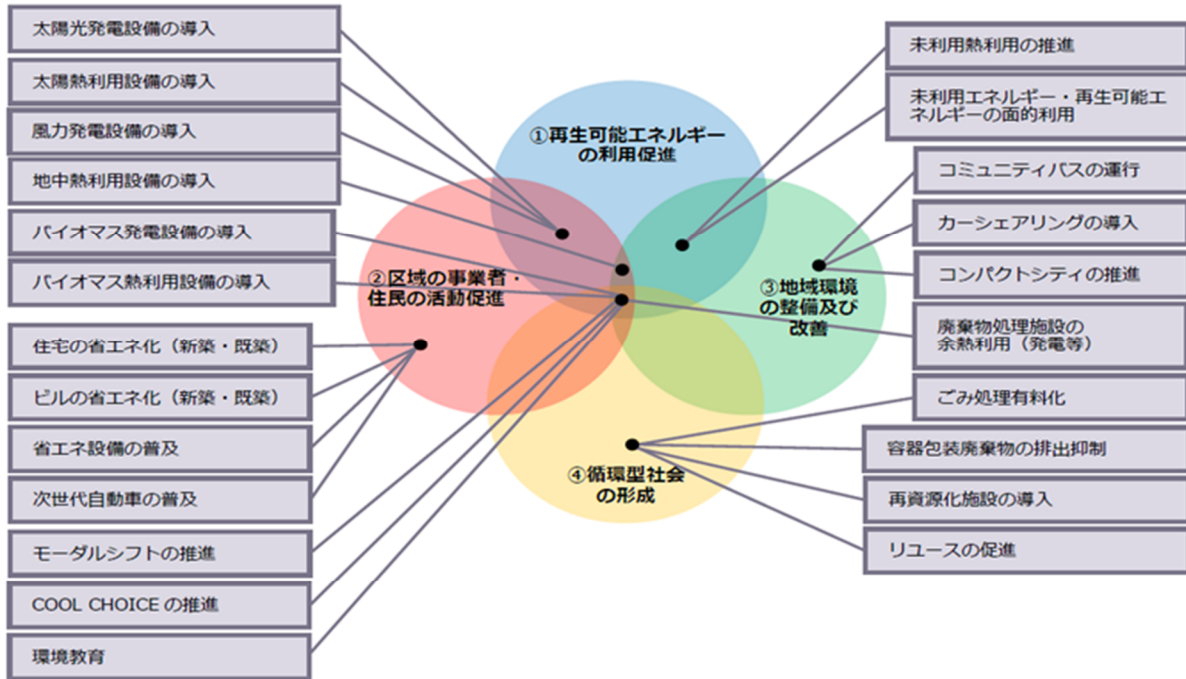 太陽光発電設備の導入
太陽熱利用設備の導入
風力発電設備の導入
地中熱利用設備の導入
バイオマス発電設備の導入
バイオマス熱利用設備の導入
住宅の省エネ化（新築・既築）
ビルの省エネ化（新築・既築）
省エネ設備の普及
次世代自動車の普及
モーダルシフトの推進
COOL CHOICE の推進
環境教育
①再生可能エネルギー
の利用促進
②区域の事業者・
住民の活動促進
③地域環境
の整備及び
改善
④循環型社会
の形成
未利用熱利用の推進
未利用エネルギー・再生可能エ
ネルギーの面的利用
コミュニティバスの運行
カーシェアリングの導入
コンパクトシティの推進
廃棄物処理施設の
余熱利用（発電等）
ごみ処理有料化
容器包装廃棄物の排出抑制
再資源化施設の導入
リユースの促進